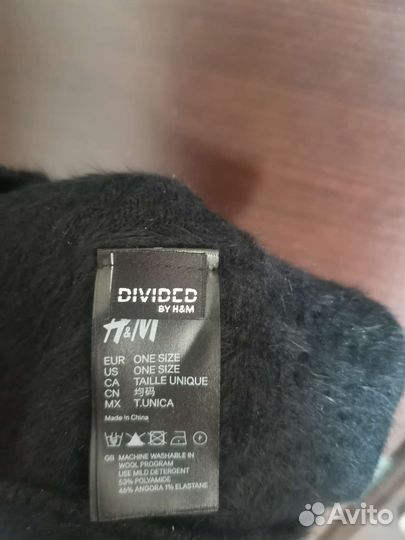 DIVIDED
BY H&M
H&M
EUR ONE SIZE
US ONE SIZE
CA TAILLE UNIQUE
CN 均码
MX T.UNICA
Made in China
GB MACHINE WASHABLE IN
WOOL PROGRAM
USE MILD DETERGENT
53% POLYAMIDE
46% ANGORA 1% ELASTANE
Avito